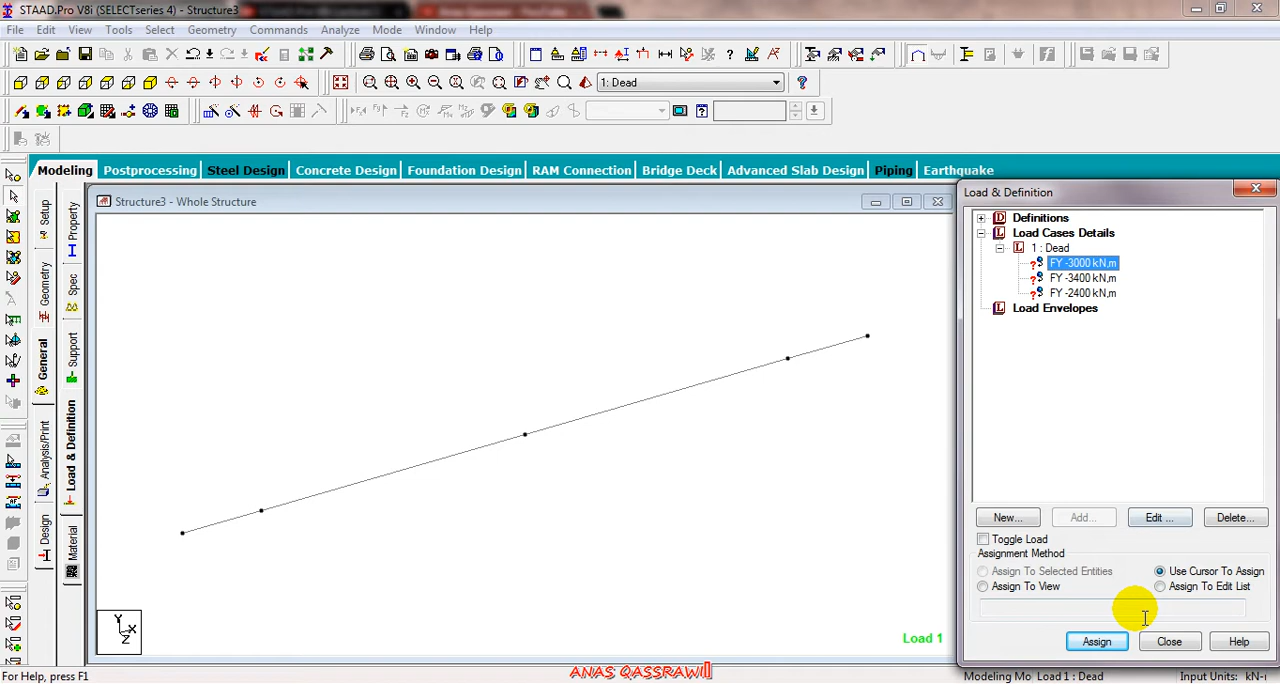 STAAD.Pro V8i (SELECTseries 4) - Structure3
File Edit View Tools Select Geometry Commands Analyze Mode Window Help
1: Dead
Modeling Postprocessing Steel Design Concrete Design Foundation Design RAM Connection Bridge Deck Advanced Slab Design Piping Earthquake
Structure3 - Whole Structure
Setup
Geometry
General
Analysis/Print
Design
Property
Spec
Support
Load & Definition
Material
Load & Definition
Definitions
Load Cases Details
1 : Dead
FY -3000 kN,m
FY -3400 kN,m
FY -2400 kN,m
Load Envelopes
New... Add... Edit ... Delete...
Toggle Load
Assignment Method
Assign To Selected Entities Use Cursor To Assign
Assign To View Assign To Edit List
Assign Close Help
Y
X
Z
Load 1
ANAS QASSRAWI
For Help, press F1
Modeling Mo Load 1 : Dead Input Units: kN-